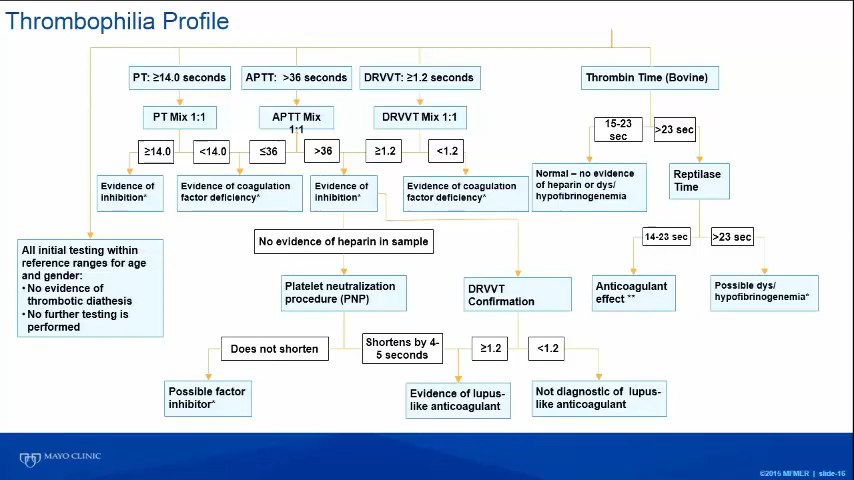 Thrombophilia Profile
PT: ≥14.0 seconds
APTT: >36 seconds
DRVVT: ≥1.2 seconds
Thrombin Time (Bovine)
PT Mix 1:1
APTT Mix
1:1
DRVVT Mix 1:1
15-23
sec
>23 sec
≥14.0
<14.0
≤36
>36
≥1.2
<1.2
Evidence of
inhibition*
Evidence of coagulation
factor deficiency*
Evidence of
inhibition*
Evidence of coagulation
factor deficiency*
Normal – no evidence
of heparin or dys/
hypofibrinogenemia
Reptilase
Time
No evidence of heparin in sample
14-23 sec
>23 sec
All initial testing within
reference ranges for age
and gender:
• No evidence of
thrombotic diathesis
• No further testing is
performed
Platelet neutralization
procedure (PNP)
DRVVT
Confirmation
Anticoagulant
effect **
Possible dys/
hypofibrinogenemia*
Does not shorten
Shortens by 4-
5 seconds
≥1.2
<1.2
Possible factor
inhibitor*
Evidence of lupus-
like anticoagulant
Not diagnostic of lupus-
like anticoagulant
MAYO CLINIC
©2015 MFMER | slide-16